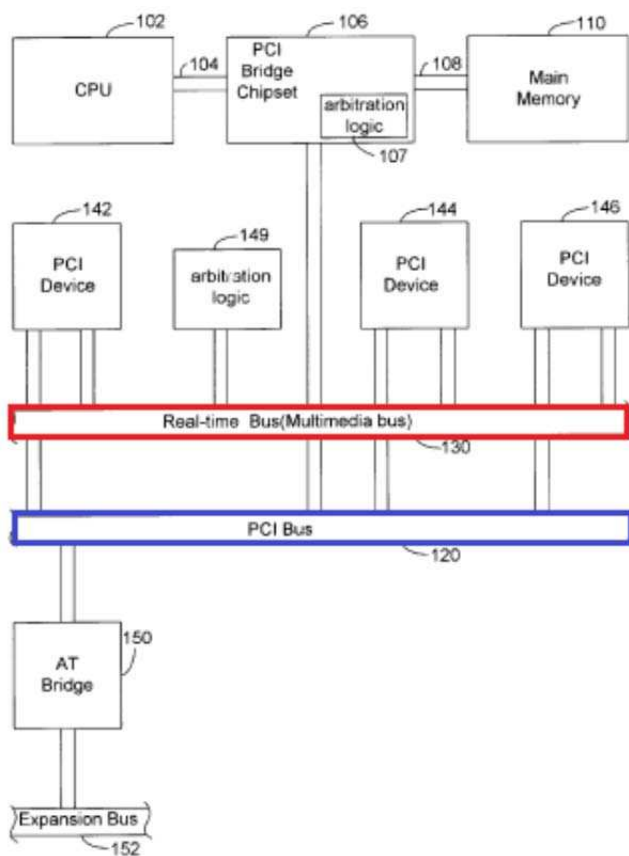 102
106
110
CPU
104
PCI
Bridge
Chipset
arbitration
logic
107
108
Main
Memory
142
149
144
146
PCI
Device
arbitration
logic
PCI
Device
PCI
Device
Real-time Bus(Multimedia bus)
130
PCI Bus
120
150
AT
Bridge
Expansion Bus
152